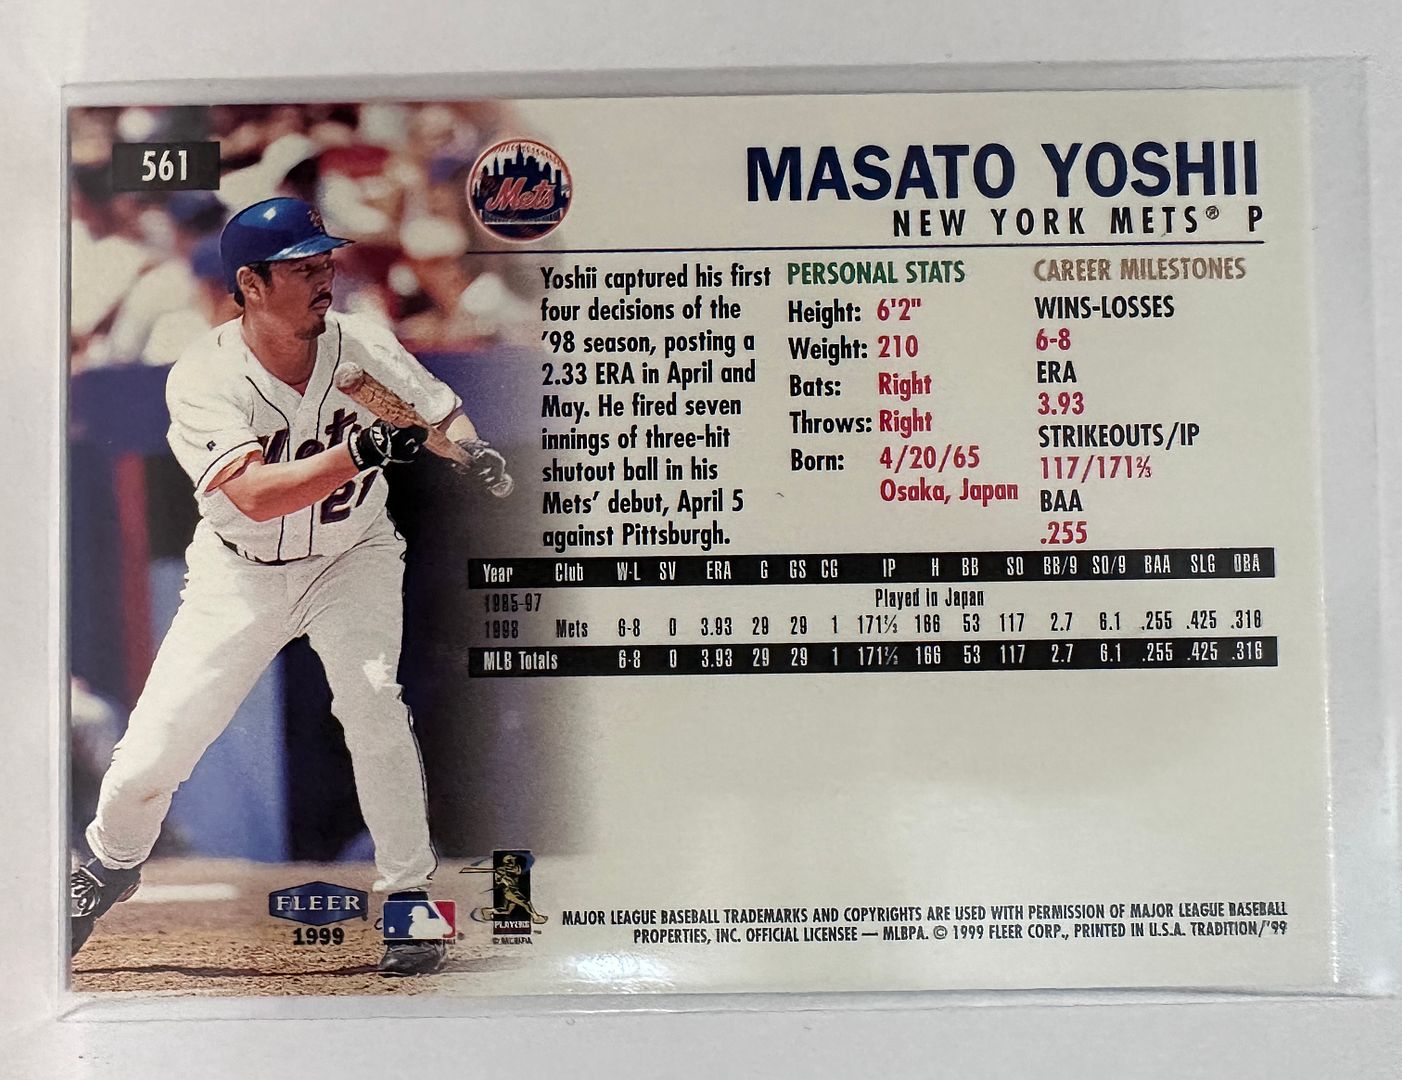 561
Mets
MASATO YOSHII
NEW YORK METS® P
Yoshii captured his first
four decisions of the
'98 season, posting a
2.33 ERA in April and
May. He fired seven
innings of three-hit
shutout ball in his
Mets' debut, April 5
against Pittsburgh.
PERSONAL STATS
Height: 6'2"
Weight: 210
Bats: Right
Throws: Right
Born: 4/20/65
Osaka, Japan
CAREER MILESTONES
WINS-LOSSES
6-8
ERA
3.93
STRIKEOUTS/IP
117/171⅔
BAA
.255
Year Club W-L SV ERA G GS CG IP H BB SO BB/9 SO/9 BAA SLG OBA
1985-97 Played in Japan
1998 Mets 6-8 0 3.93 29 29 1 171⅔ 166 53 117 2.7 6.1 .255 .425 .316
MLB Totals 6-8 0 3.93 29 29 1 171⅔ 166 53 117 2.7 6.1 .255 .425 .316
Mets
21
FLEER
1999
PLAYERS
© MLBPA
MAJOR LEAGUE BASEBALL TRADEMARKS AND COPYRIGHTS ARE USED WITH PERMISSION OF MAJOR LEAGUE BASEBALL
PROPERTIES, INC. OFFICIAL LICENSEE — MLBPA. © 1999 FLEER CORP., PRINTED IN U.S.A. TRADITION/'99